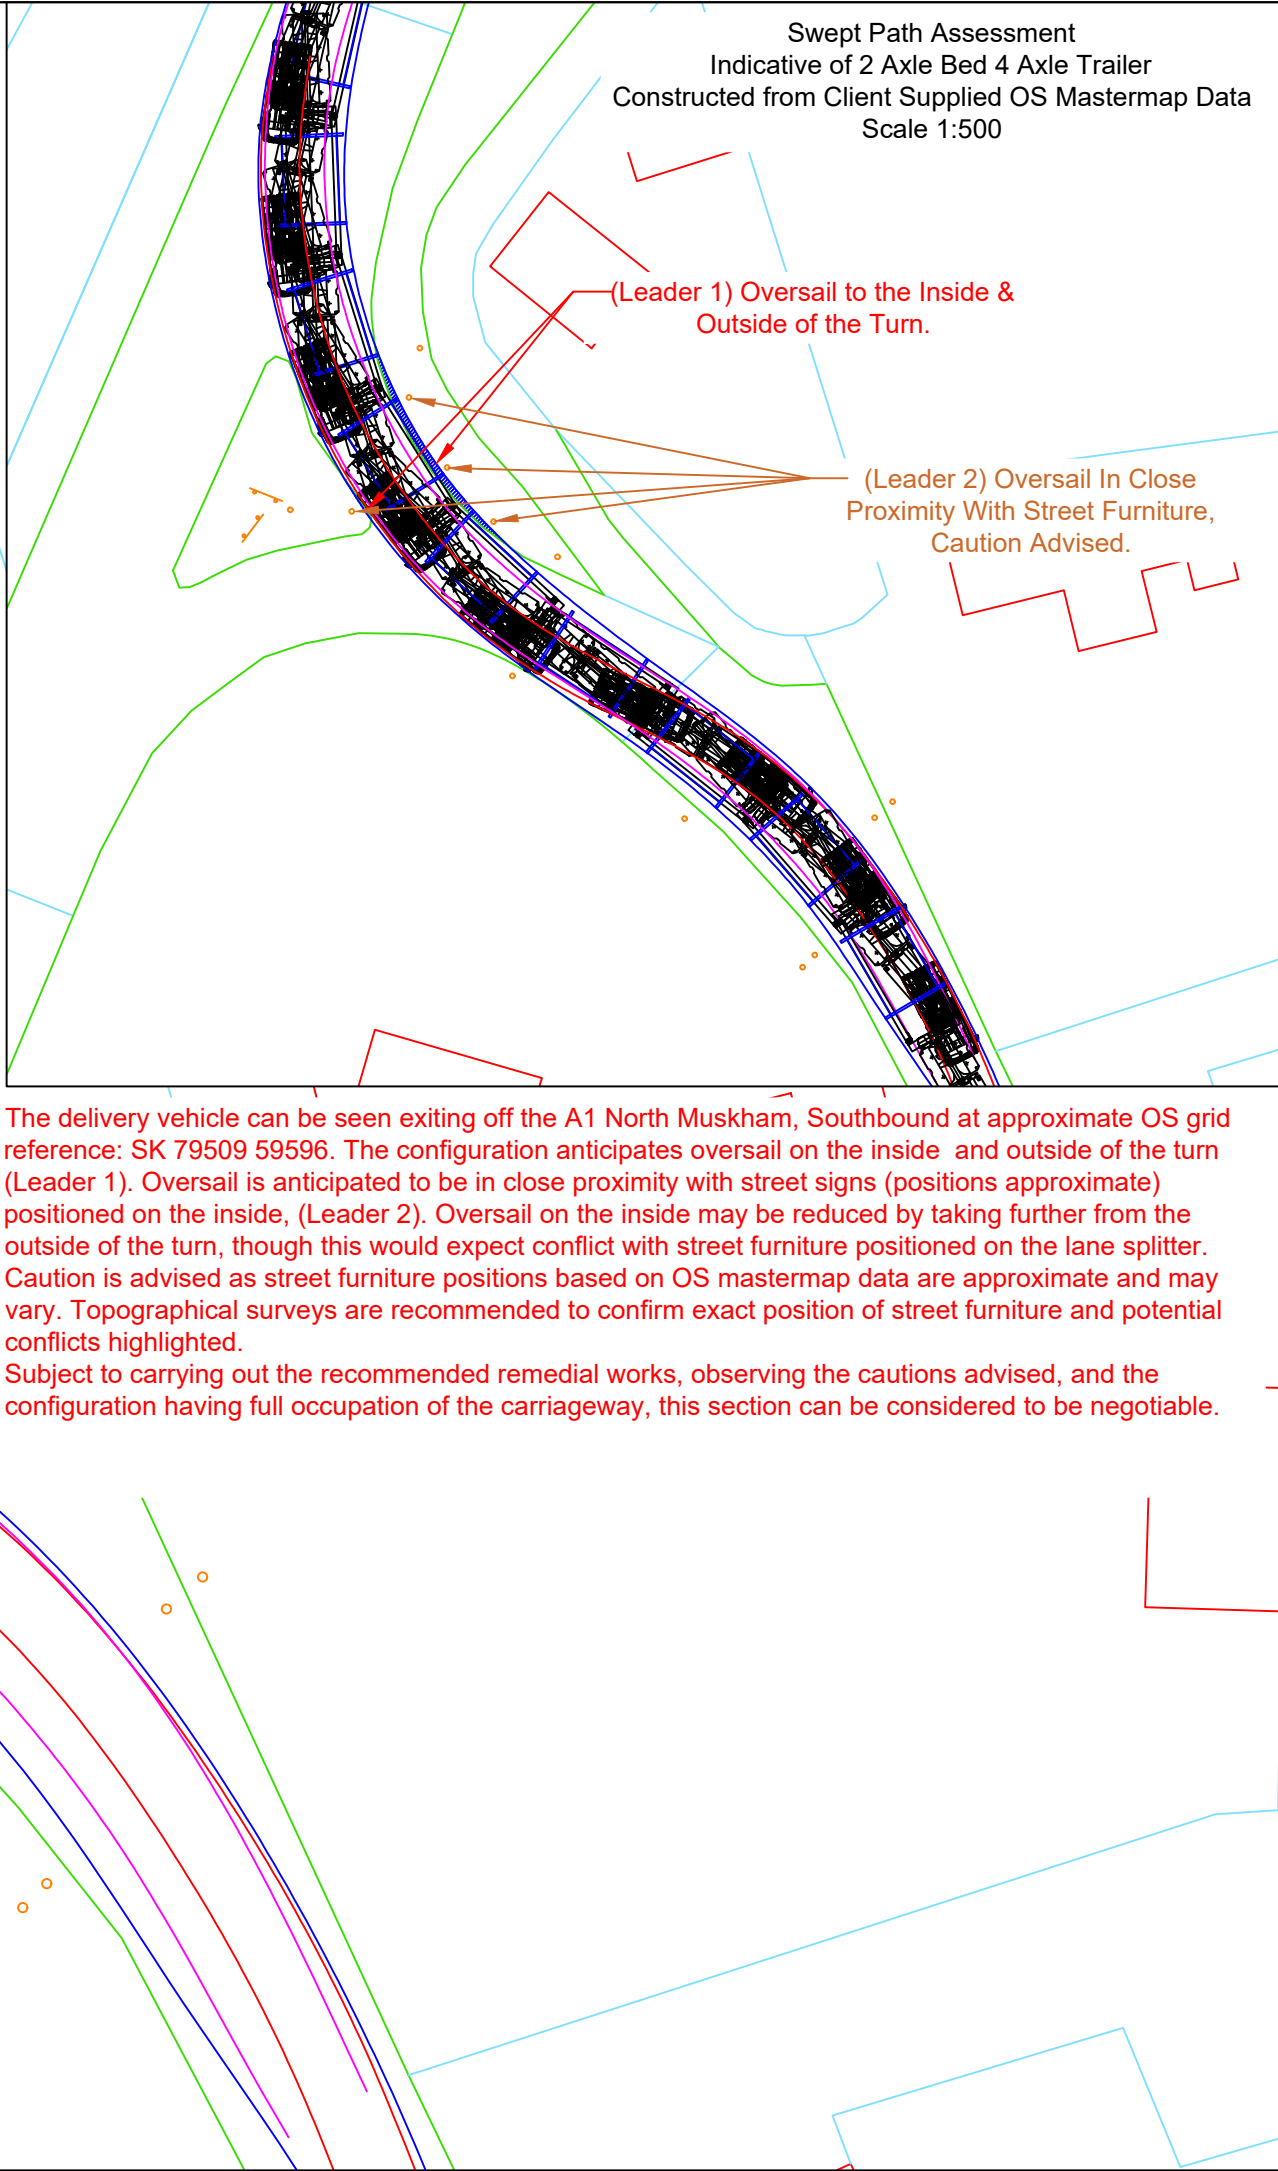 Swept Path Assessment
Indicative of 2 Axle Bed 4 Axle Trailer
Constructed from Client Supplied OS Mastermap Data
Scale 1:500
(Leader 1) Oversail to the Inside &
Outside of the Turn.
(Leader 2) Oversail In Close
Proximity With Street Furniture,
Caution Advised.
The delivery vehicle can be seen exiting off the A1 North Muskham, Southbound at approximate OS grid
reference: SK 79509 59596. The configuration anticipates oversail on the inside  and outside of the turn
(Leader 1). Oversail is anticipated to be in close proximity with street signs (positions approximate)
positioned on the inside, (Leader 2). Oversail on the inside may be reduced by taking further from the
outside of the turn, though this would expect conflict with street furniture positioned on the lane splitter.
Caution is advised as street furniture positions based on OS mastermap data are approximate and may
vary. Topographical surveys are recommended to confirm exact position of street furniture and potential
conflicts highlighted.
Subject to carrying out the recommended remedial works, observing the cautions advised, and the
configuration having full occupation of the carriageway, this section can be considered to be negotiable.